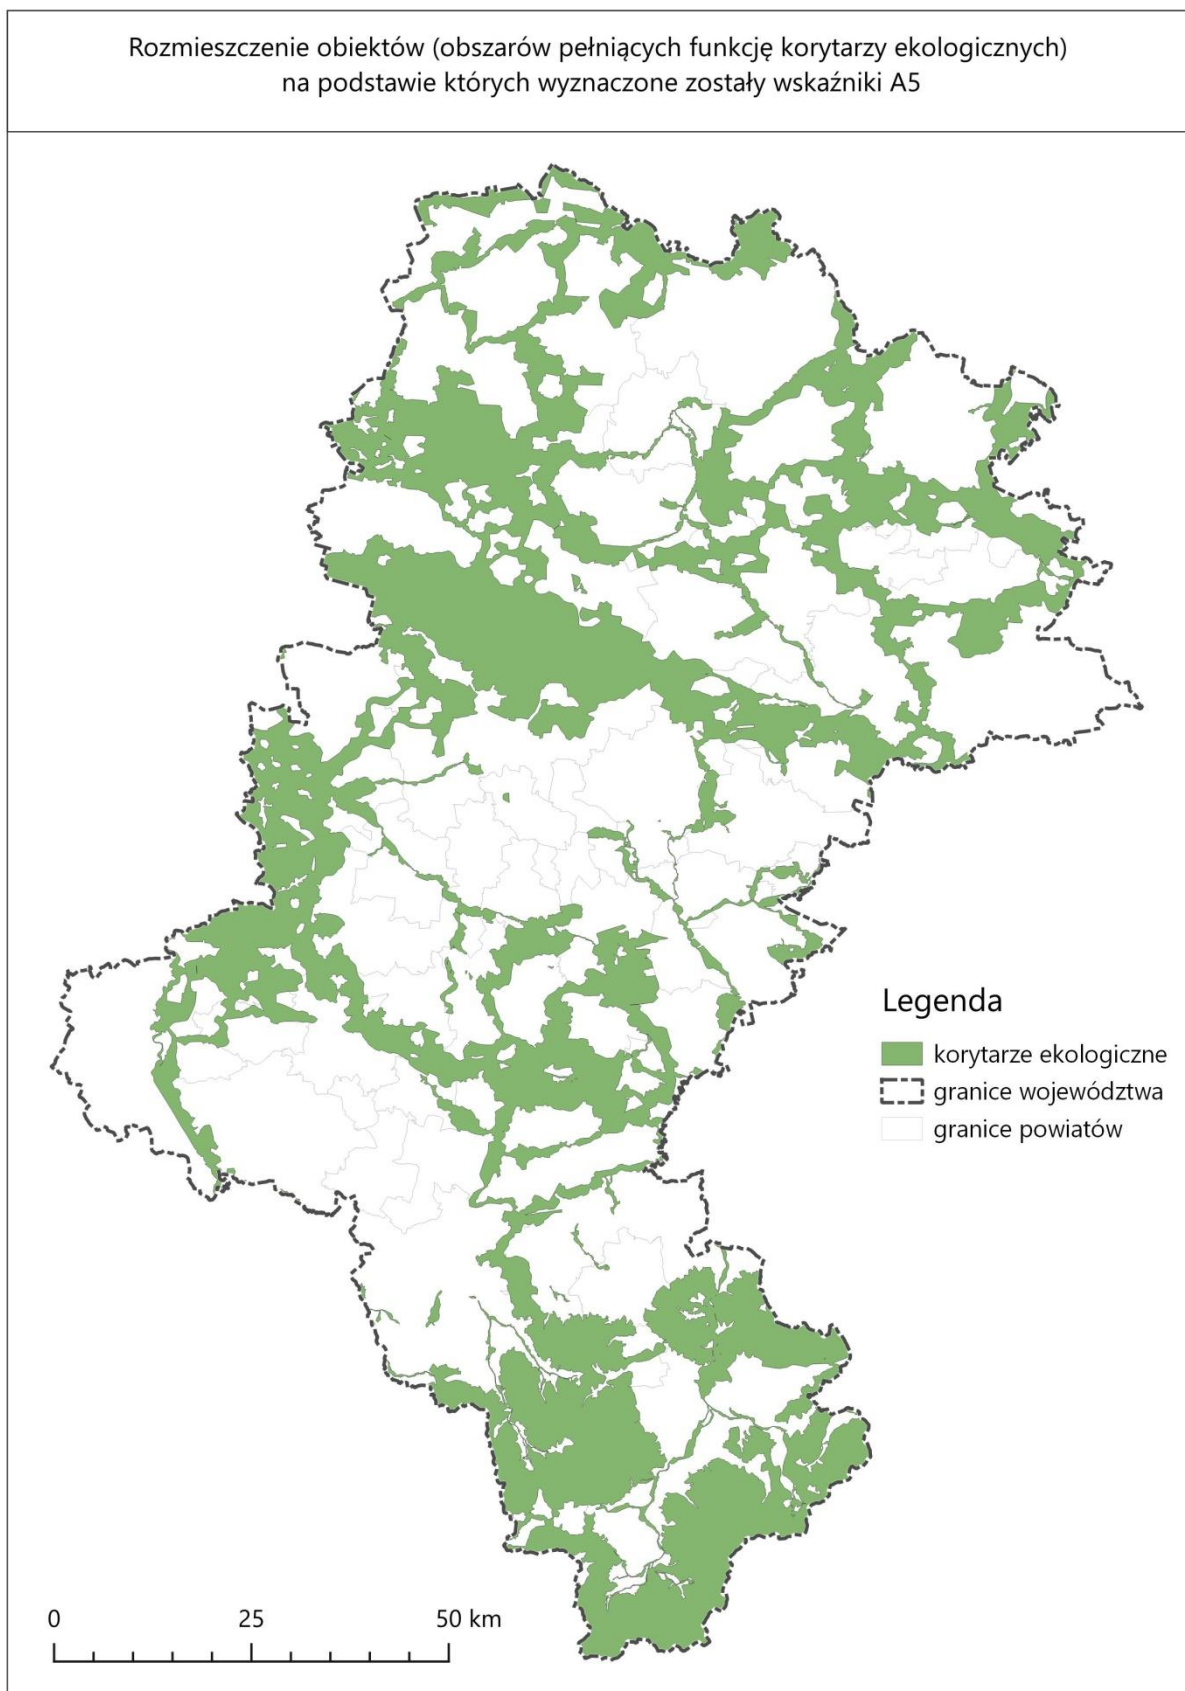 Rozmieszczenie obiektów (obszarów pełniących funkcję korytarzy ekologicznych)
na podstawie których wyznaczone zostały wskaźniki A5
Legenda
korytarze ekologiczne
granice województwa
granice powiatów
0 25 50 km